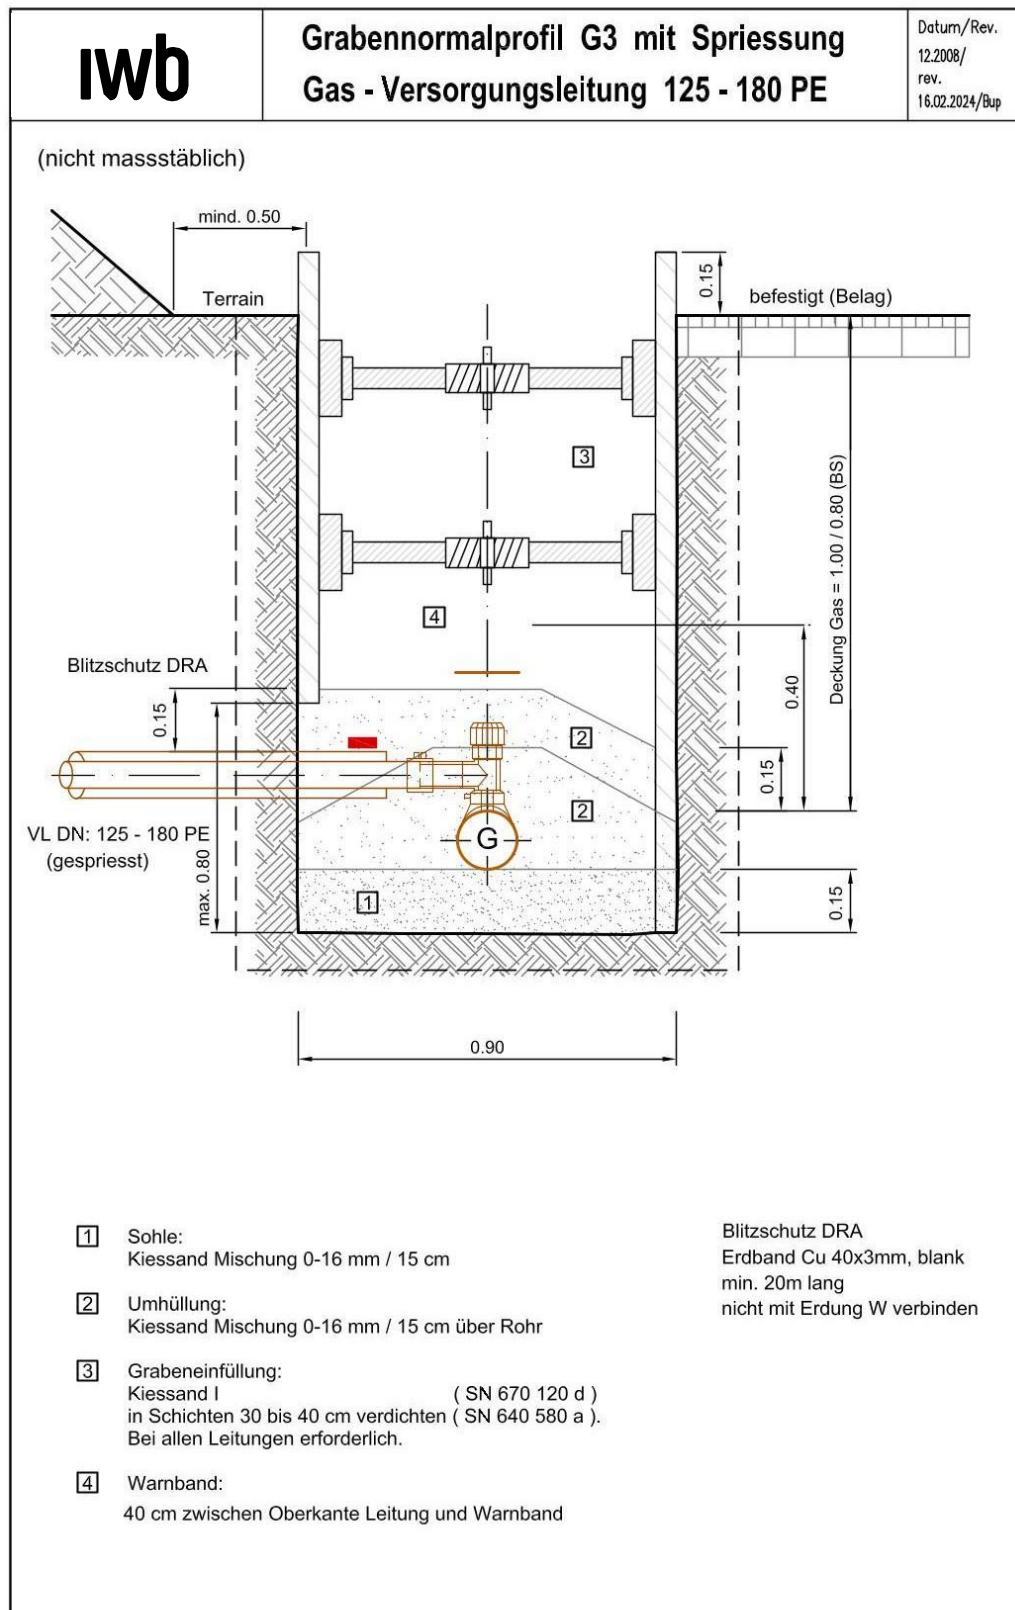 iwb
Grabennormalprofil G3 mit Spriessung
Gas - Versorgungsleitung 125 - 180 PE
Datum/Rev.
12.2008/
rev.
16.02.2024/Bup
(nicht massstäblich)
mind. 0.50
Terrain
0.15
befestigt (Belag)
3
Deckung Gas = 1.00 / 0.80 (BS)
4
Blitzschutz DRA
0.15
0.40
2
0.15
2
VL DN: 125 - 180 PE
(gespriesst)
max. 0.80
G
1
0.15
0.90
1 Sohle:
Kiessand Mischung 0-16 mm / 15 cm
2 Umhüllung:
Kiessand Mischung 0-16 mm / 15 cm über Rohr
3 Grabeneinfüllung:
Kiessand I ( SN 670 120 d )
in Schichten 30 bis 40 cm verdichten ( SN 640 580 a ).
Bei allen Leitungen erforderlich.
4 Warnband:
40 cm zwischen Oberkante Leitung und Warnband
Blitzschutz DRA
Erdband Cu 40x3mm, blank
min. 20m lang
nicht mit Erdung W verbinden